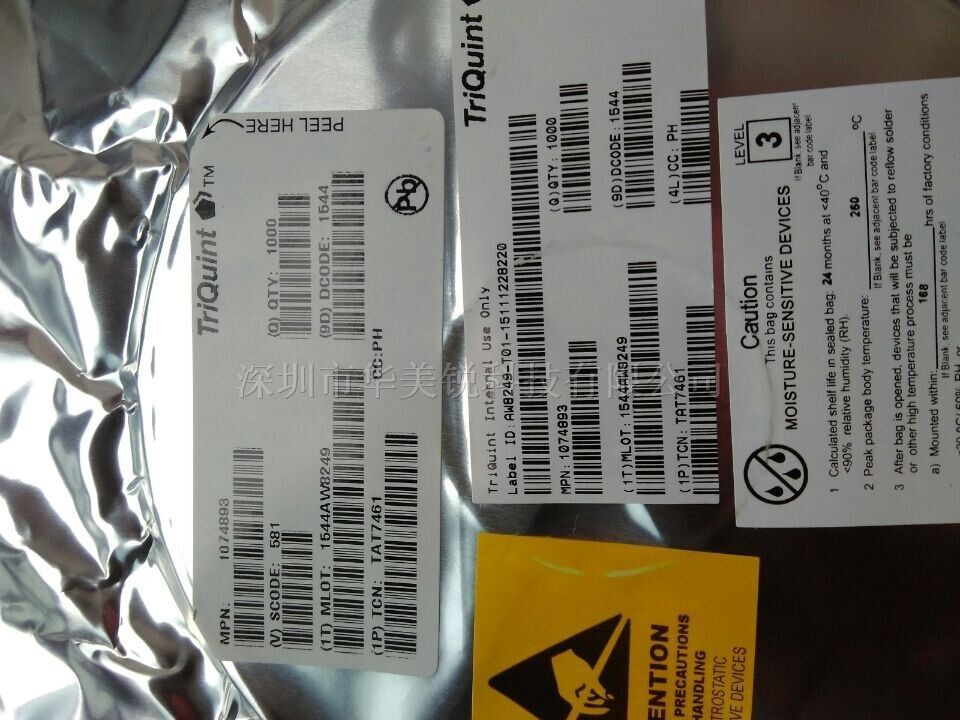 PEEL HERE
TriQuint TM
(Q) QTY: 1000
(9D) DCODE: 1544
Pb
CC:PH
MPN: 1074893
(V) SCODE: 581
(1T) MLOT: 1544AW8249
(1P) TCN: TAT7461
TriQuint
(Q)QTY: 1000
(9D)DCODE: 1544
(4L)CC: PH
TriQuint Internal Use Only
Label ID: AW8249-T01-15111228220
MPN:1074893
(1T)MLOT: 1544AW8249
(1P)TCN: TAT7461
LEVEL
3
If Blank, see adjacent
bar code label
Caution
This bag contains
MOISTURE-SENSITIVE DEVICES
1 Calculated shelf life in sealed bag: 24 months at <40°C and
<90% relative humidity (RH).
2 Peak package body temperature: 260 °C
If Blank, see adjacent bar code label
3 After bag is opened, devices that will be subjected to reflow solder
or other high temperature process must be
a) Mounted within: 168 hrs of factory conditions
If Blank, see adjacent bar code label
ENTION
PRECAUTIONS
HANDLING
TROSTATIC
VE DEVICES
深圳市华美锐科技有限公司